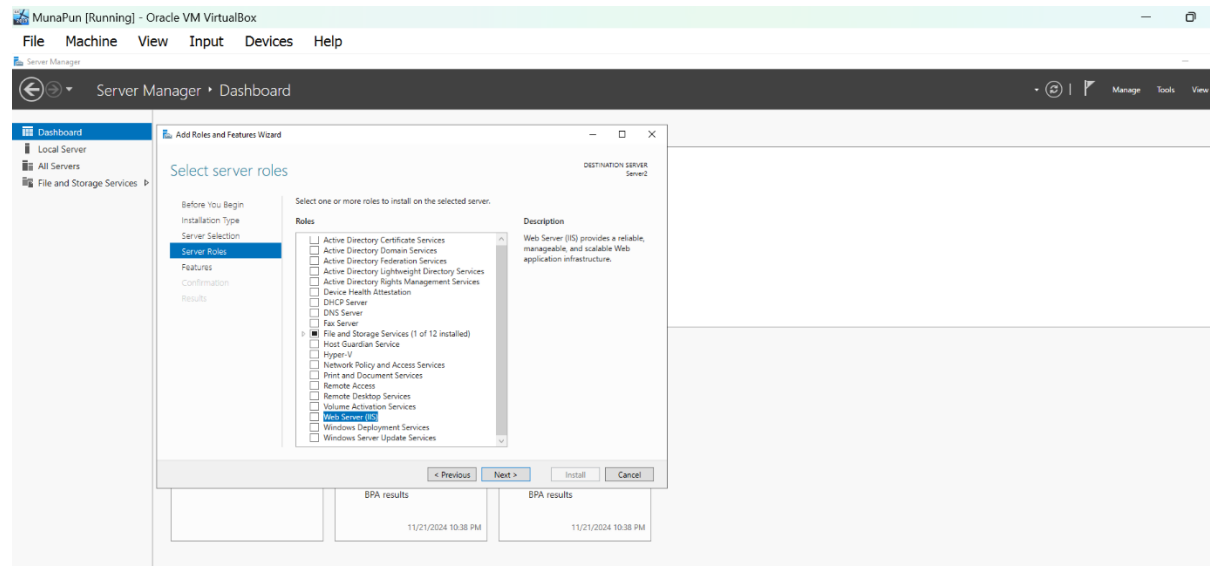 MunaPun [Running] - Oracle VM VirtualBox
File Machine View Input Devices Help
Server Manager
Server Manager • Dashboard
Manage Tools View
Dashboard
Local Server
All Servers
File and Storage Services
Add Roles and Features Wizard
Select server roles
DESTINATION SERVER
Server2
Before You Begin
Installation Type
Server Selection
Server Roles
Features
Confirmation
Results
Select one or more roles to install on the selected server.
Roles
Active Directory Certificate Services
Active Directory Domain Services
Active Directory Federation Services
Active Directory Lightweight Directory Services
Active Directory Rights Management Services
Device Health Attestation
DHCP Server
DNS Server
Fax Server
File and Storage Services (1 of 12 installed)
Host Guardian Service
Hyper-V
Network Policy and Access Services
Print and Document Services
Remote Access
Remote Desktop Services
Volume Activation Services
Web Server (IIS)
Windows Deployment Services
Windows Server Update Services
Description
Web Server (IIS) provides a reliable,
manageable, and scalable Web
application infrastructure.
< Previous Next > Install Cancel
BPA results
11/21/2024 10:38 PM
BPA results
11/21/2024 10:38 PM